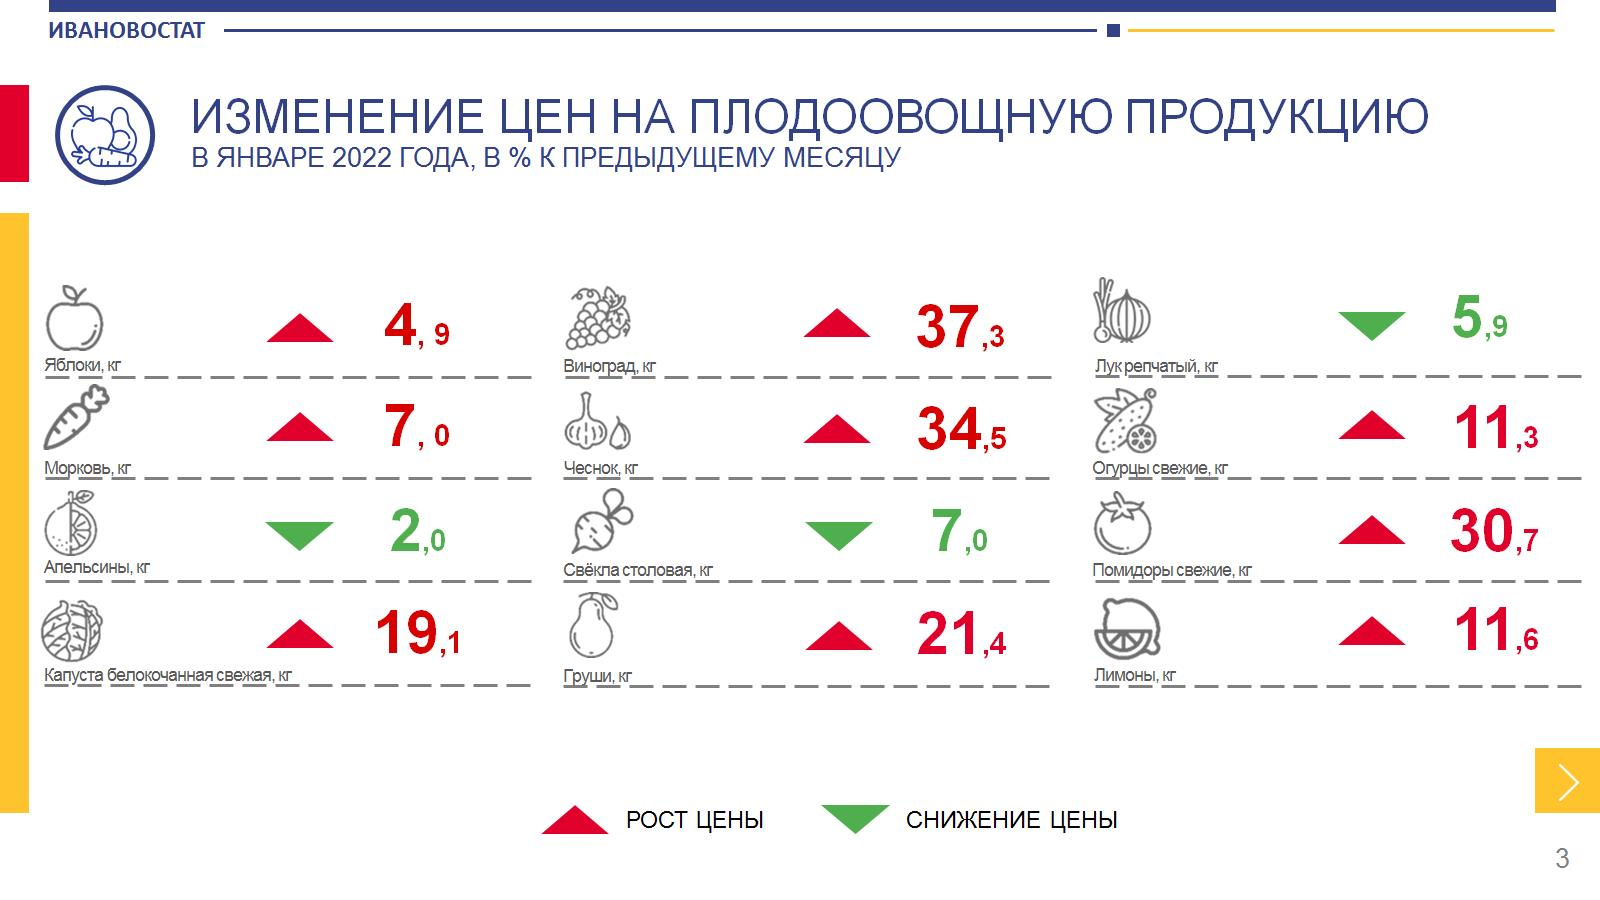 ИВАНОВОСТАТ
ИЗМЕНЕНИЕ ЦЕН НА ПЛОДООВОЩНУЮ ПРОДУКЦИЮ
В ЯНВАРЕ 2022 ГОДА, В % К ПРЕДЫДУЩЕМУ МЕСЯЦУ
4, 9
Яблоки, кг
7, 0
Морковь, кг
2,0
Апельсины, кг
19,1
Капуста белокочанная свежая, кг
37,3
Виноград, кг
34,5
Чеснок, кг
7,0
Свёкла столовая, кг
21,4
Груши, кг
5,9
Лук репчатый, кг
11,3
Огурцы свежие, кг
30,7
Помидоры свежие, кг
11,6
Лимоны, кг
РОСТ ЦЕНЫ
СНИЖЕНИЕ ЦЕНЫ
3